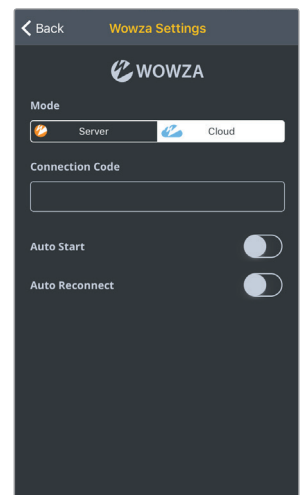 Back Wowza Settings
WOWZA
Mode
Server Cloud
Connection Code
Auto Start
Auto Reconnect